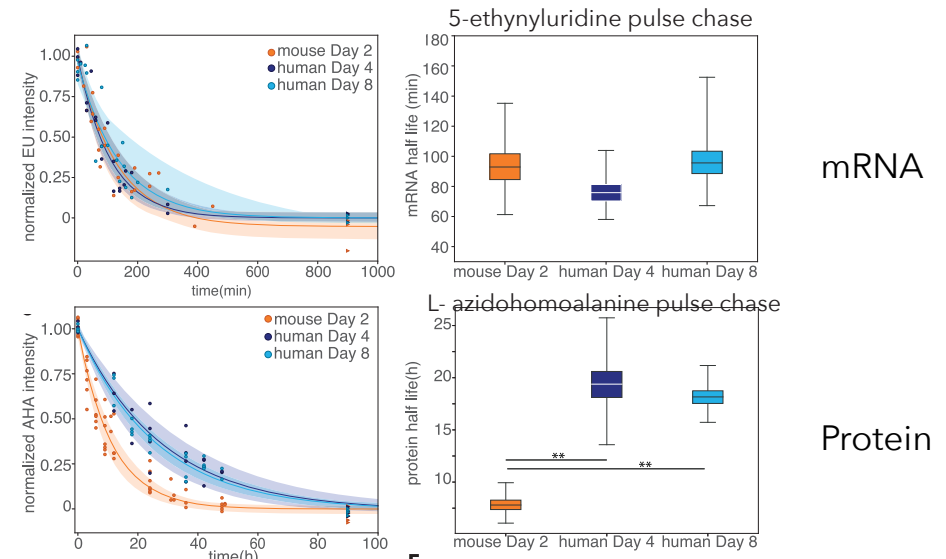 5-ethynyluridine pulse chase
normalized EU intensity
1.00
0.75
0.50
0.25
0
mouse Day 2
human Day 4
human Day 8
0 200 400 600 800 1000
time(min)
mRNA half life (min)
180
160
140
120
100
80
60
40
mouse Day 2 human Day 4 human Day 8
mRNA
L- azidohomoalanine pulse chase
normalized AHA intensity
1.00
0.75
0.50
0.25
0
mouse Day 2
human Day 4
human Day 8
0 20 40 60 80 100
time(h)
protein half life(h)
25
20
15
10
**
**
mouse Day 2 human Day 4 human Day 8
Protein